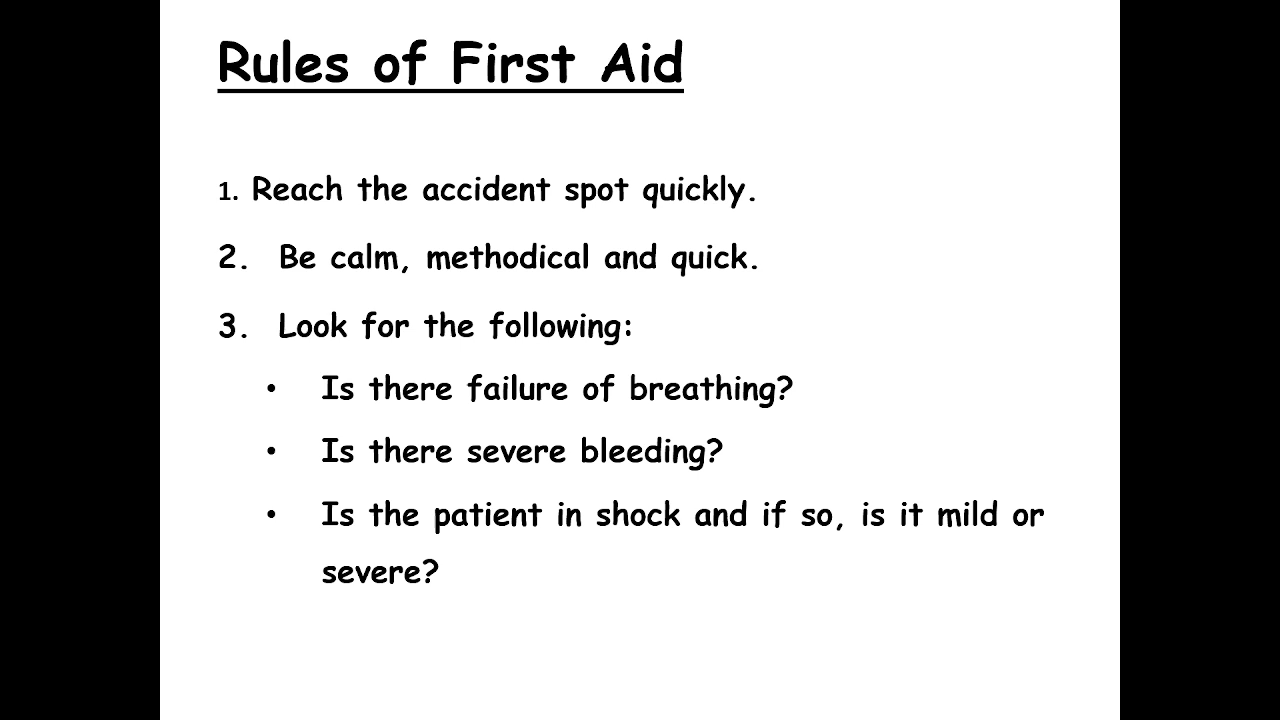 Rules of First Aid
1. Reach the accident spot quickly.
2. Be calm, methodical and quick.
3. Look for the following:
• Is there failure of breathing?
• Is there severe bleeding?
• Is the patient in shock and if so, is it mild or
severe?